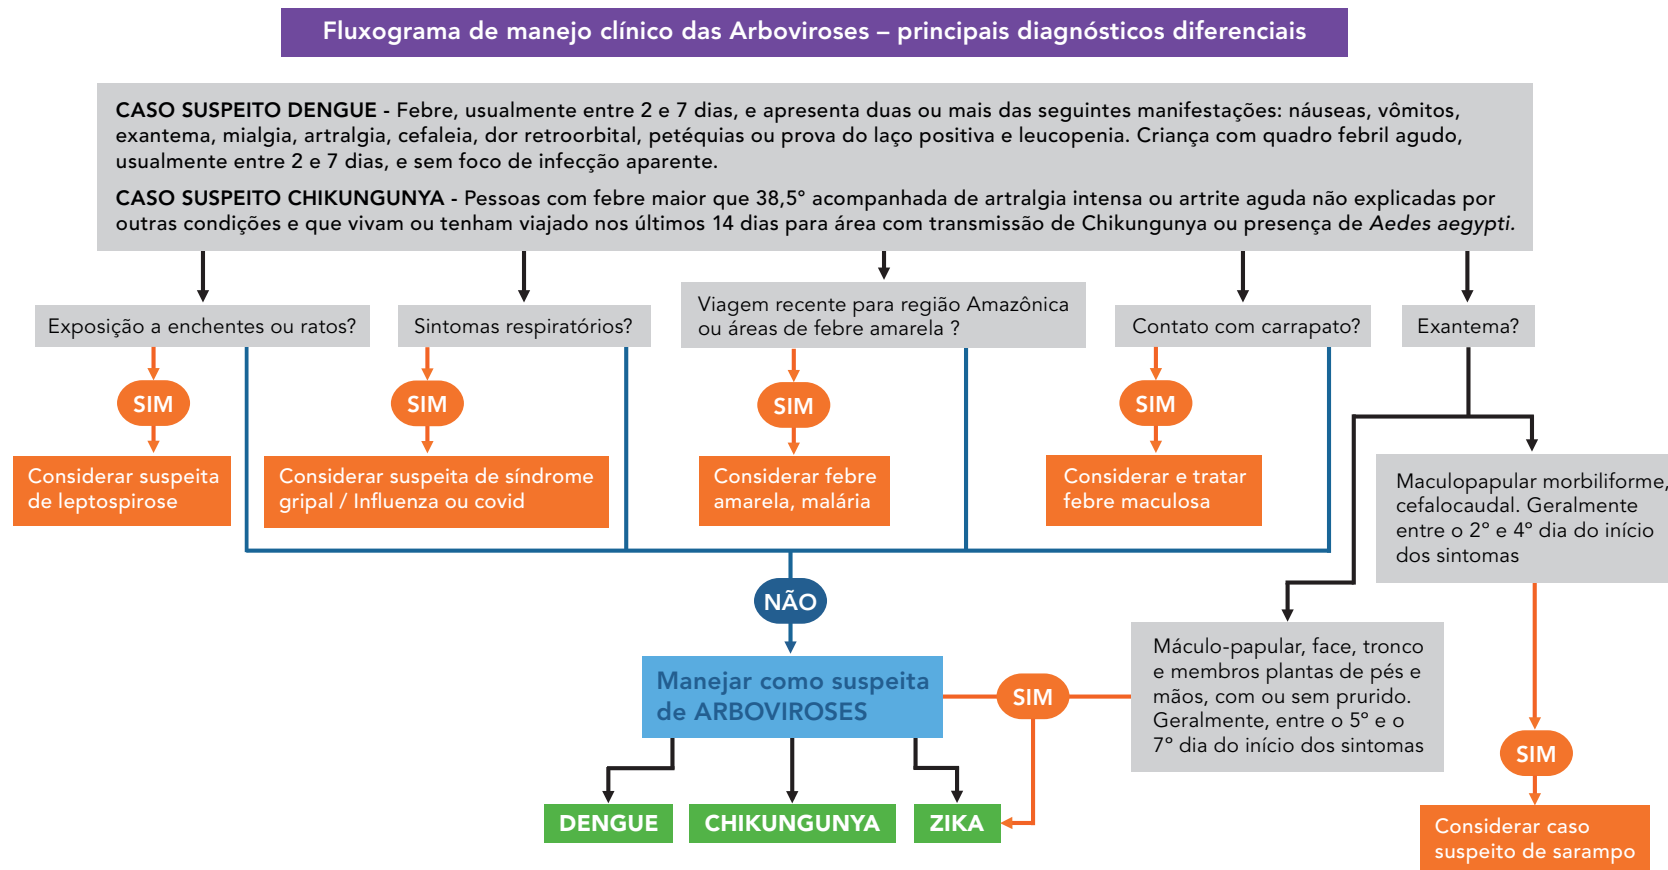 Fluxograma de manejo clínico das Arboviroses – principais diagnósticos diferenciais
CASO SUSPEITO DENGUE - Febre, usualmente entre 2 e 7 dias, e apresenta duas ou mais das seguintes manifestações: náuseas, vômitos,
exantema, mialgia, artralgia, cefaleia, dor retroorbital, petéquias ou prova do laço positiva e leucopenia. Criança com quadro febril agudo,
usualmente entre 2 e 7 dias, e sem foco de infecção aparente.
CASO SUSPEITO CHIKUNGUNYA - Pessoas com febre maior que 38,5° acompanhada de artralgia intensa ou artrite aguda não explicadas por
outras condições e que vivam ou tenham viajado nos últimos 14 dias para área com transmissão de Chikungunya ou presença de Aedes aegypti.
Exposição a enchentes ou ratos?
Sintomas respiratórios?
Viagem recente para região Amazônica
ou áreas de febre amarela ?
Contato com carrapato?
Exantema?
SIM
SIM
SIM
SIM
Considerar suspeita
de leptospirose
Considerar suspeita de síndrome
gripal / Influenza ou covid
Considerar febre
amarela, malária
Considerar e tratar
febre maculosa
Maculopapular morbiliforme,
cefalocaudal. Geralmente
entre o 2º e 4º dia do início
dos sintomas
NÃO
Manejar como suspeita
de ARBOVIROSES
SIM
Máculo-papular, face, tronco
e membros plantas de pés e
mãos, com ou sem prurido.
Geralmente, entre o 5º e o
7º dia do início dos sintomas
SIM
DENGUE
CHIKUNGUNYA
ZIKA
Considerar caso
suspeito de sarampo